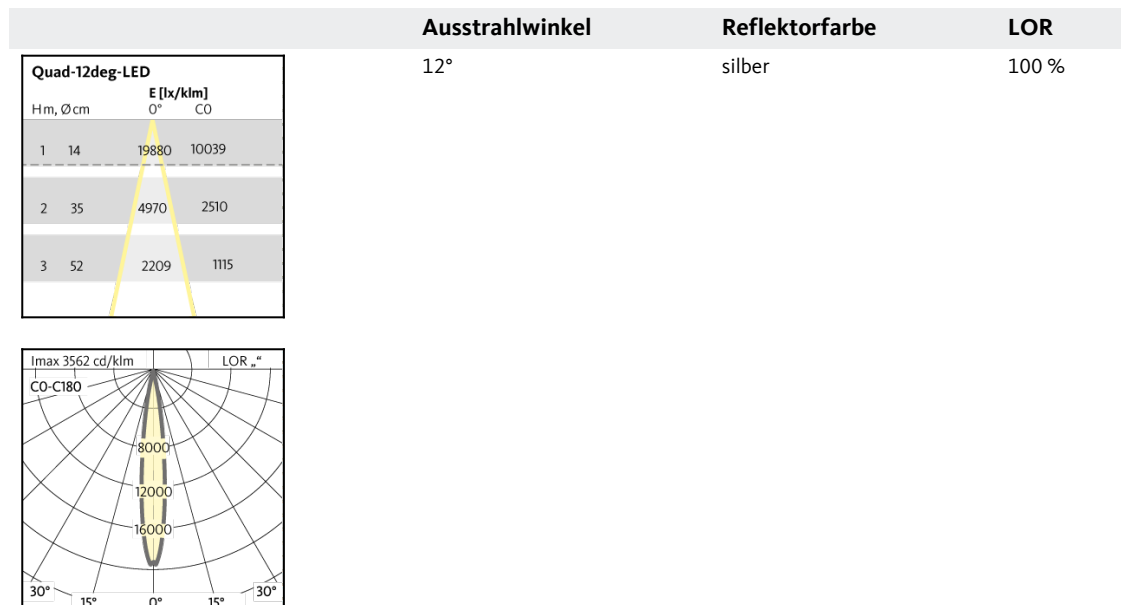 Ausstrahlwinkel Reflektorfarbe LOR
12° silber 100 %
Quad-12deg-LED
E [lx/klm]
Hm, Øcm 0° C0
1 14 19880 10039
2 35 4970 2510
3 52 2209 1115
Imax 3562 cd/klm LOR „“
C0-C180
8000
12000
16000
30° 15° 0° 15° 30°